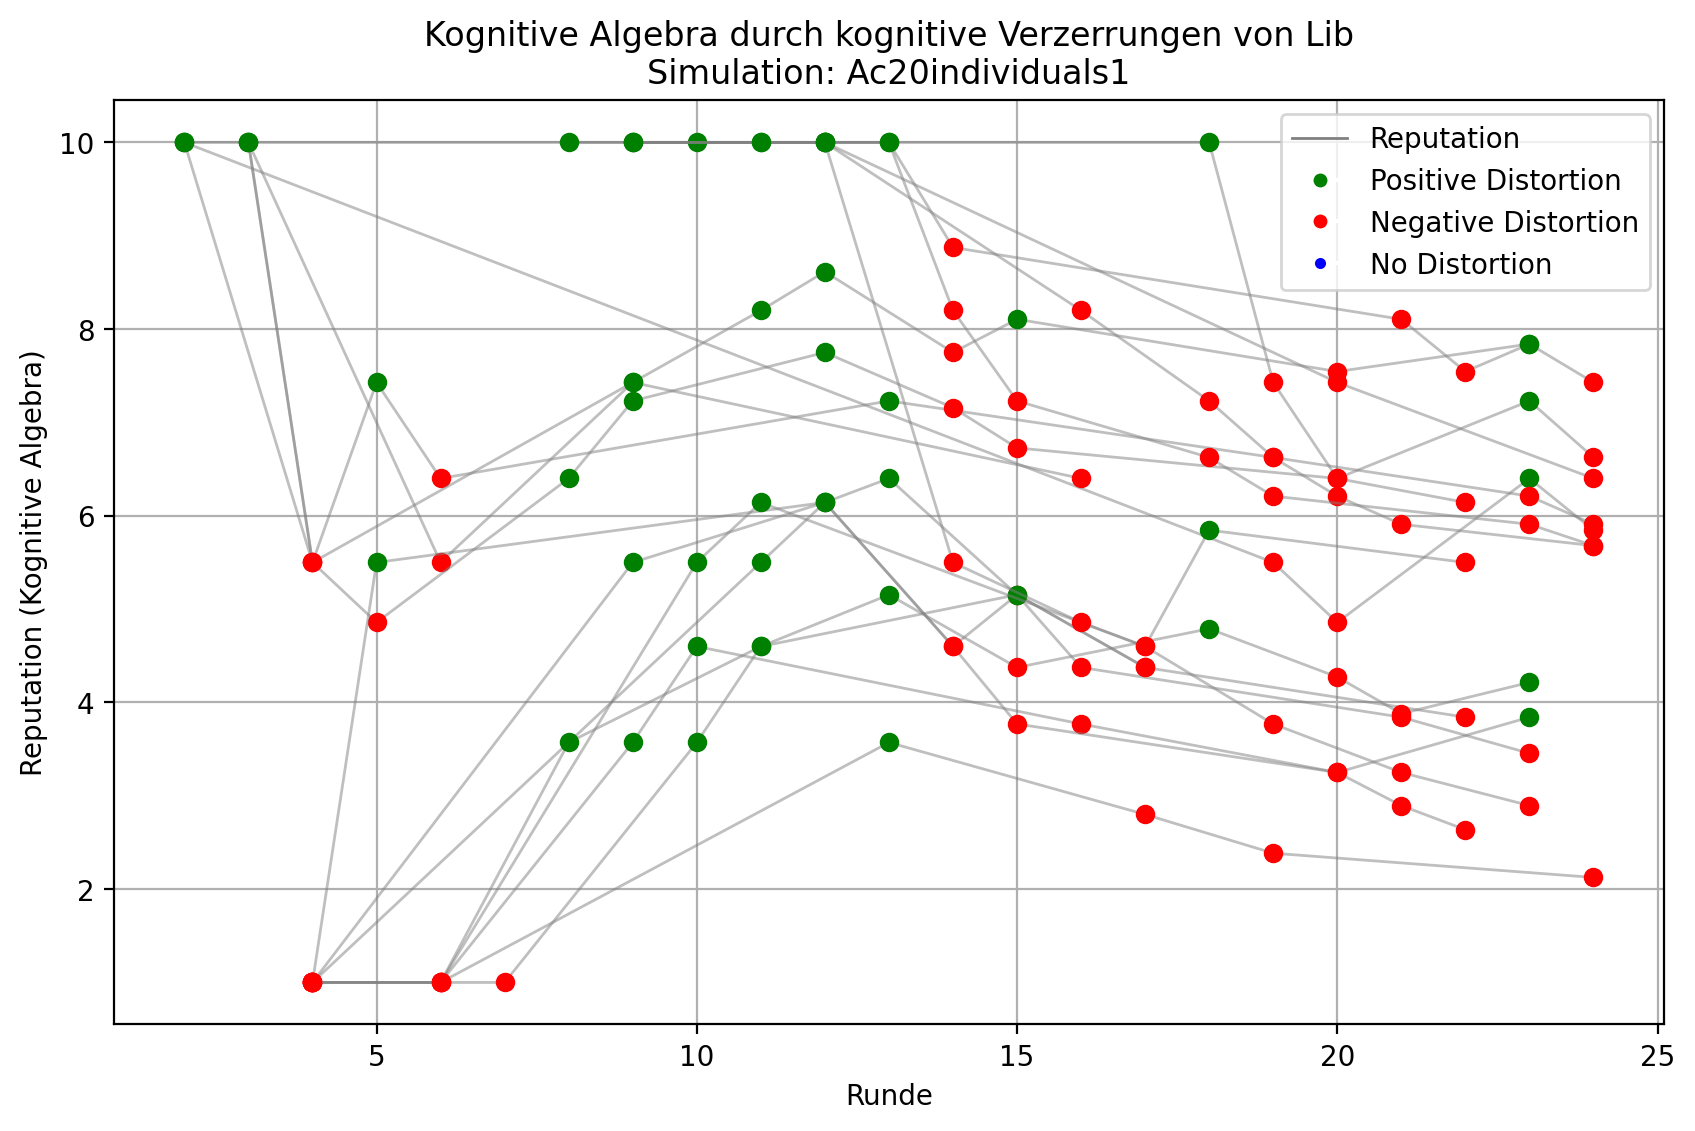 Kognitive Algebra durch kognitive Verzerrungen von Lib
Simulation: Ac20individuals1
Reputation
Positive Distortion
Negative Distortion
No Distortion
Reputation (Kognitive Algebra)
10
8
6
4
2
5
10
15
20
25
Runde